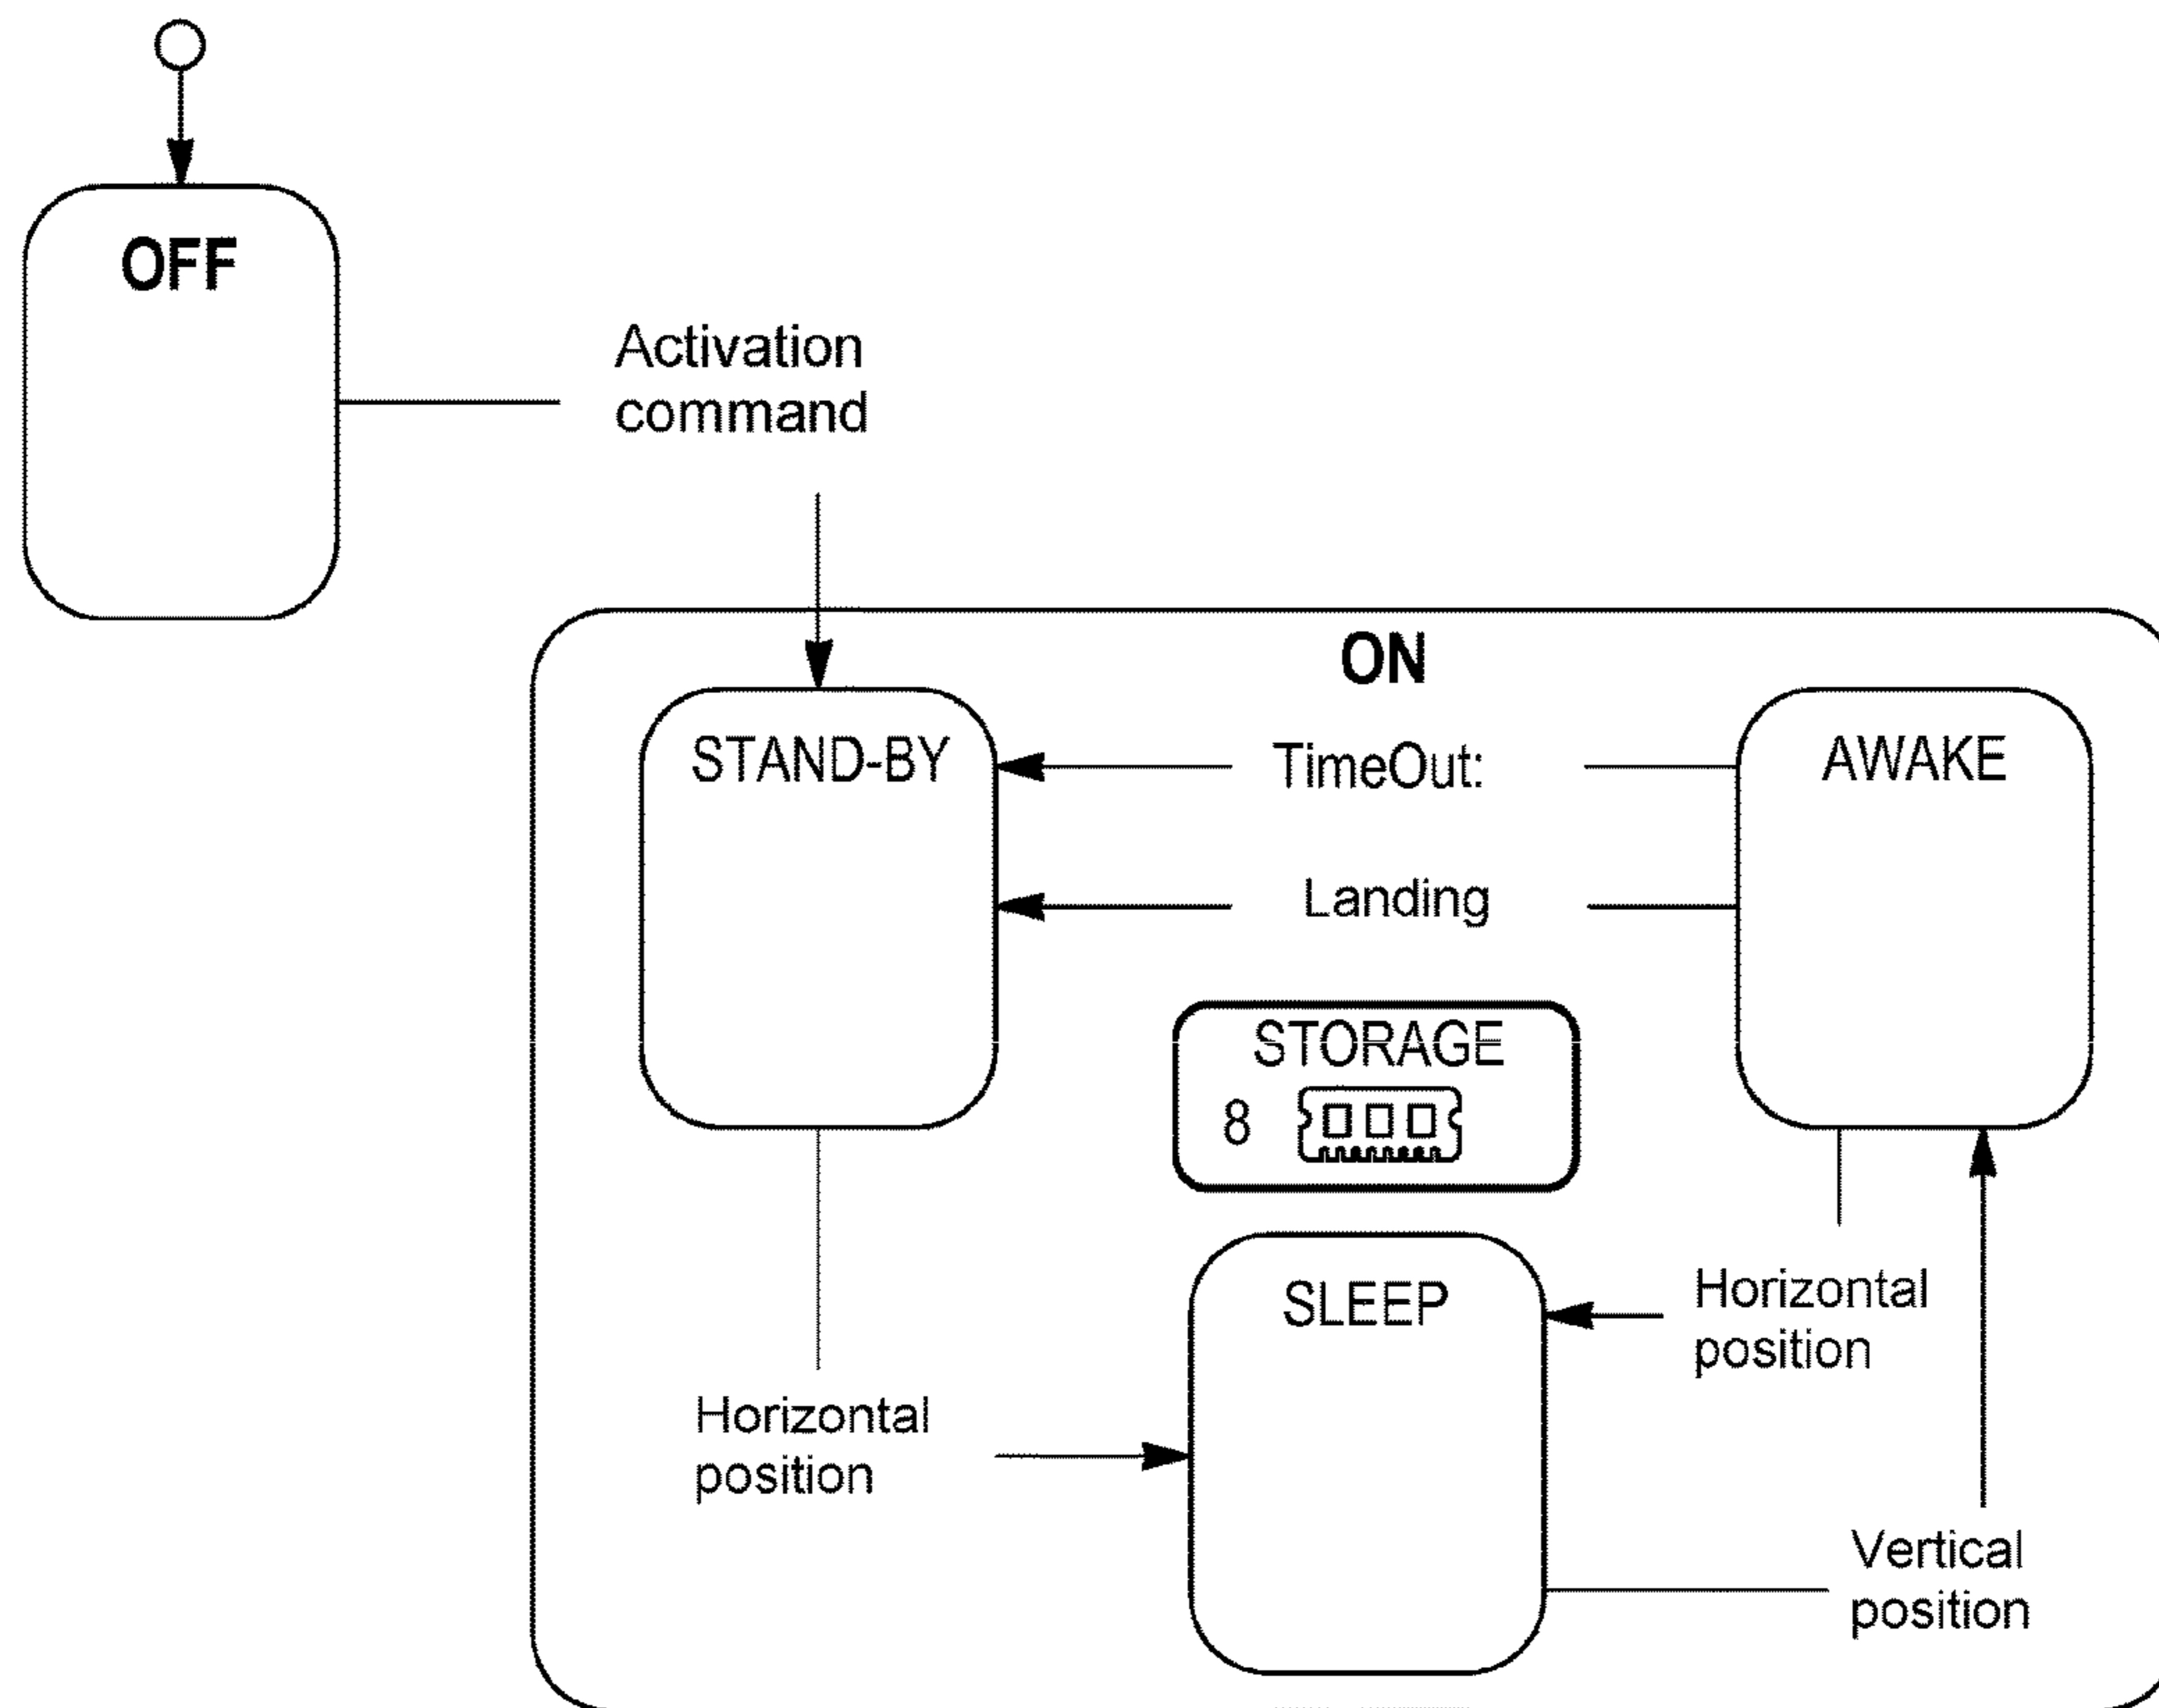 OFF
Activation
command
ON
STAND-BY
TimeOut:
AWAKE
Landing
STORAGE
8
SLEEP
Horizontal
position
Horizontal
position
Vertical
position